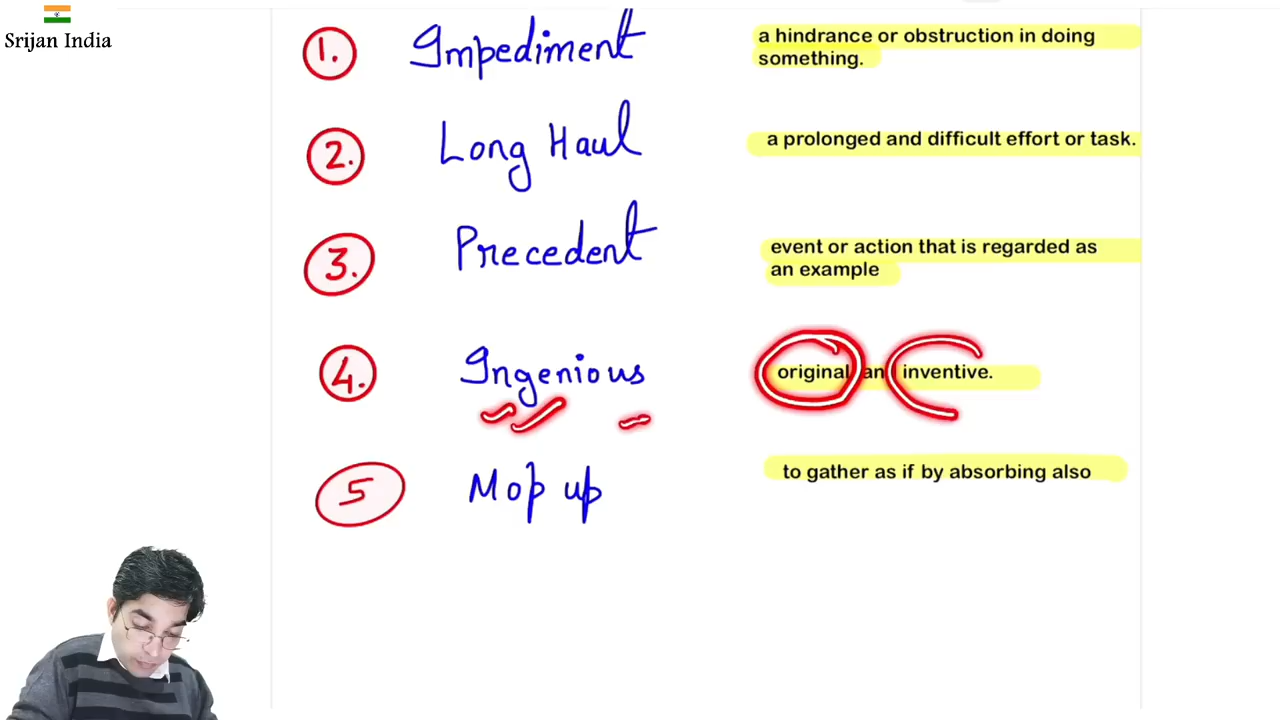 Srijan India
1. Impediment a hindrance or obstruction in doing
something.
2. Long Haul a prolonged and difficult effort or task.
3. Precedent event or action that is regarded as
an example
4. Ingenious original an inventive.
5 Mop up to gather as if by absorbing also